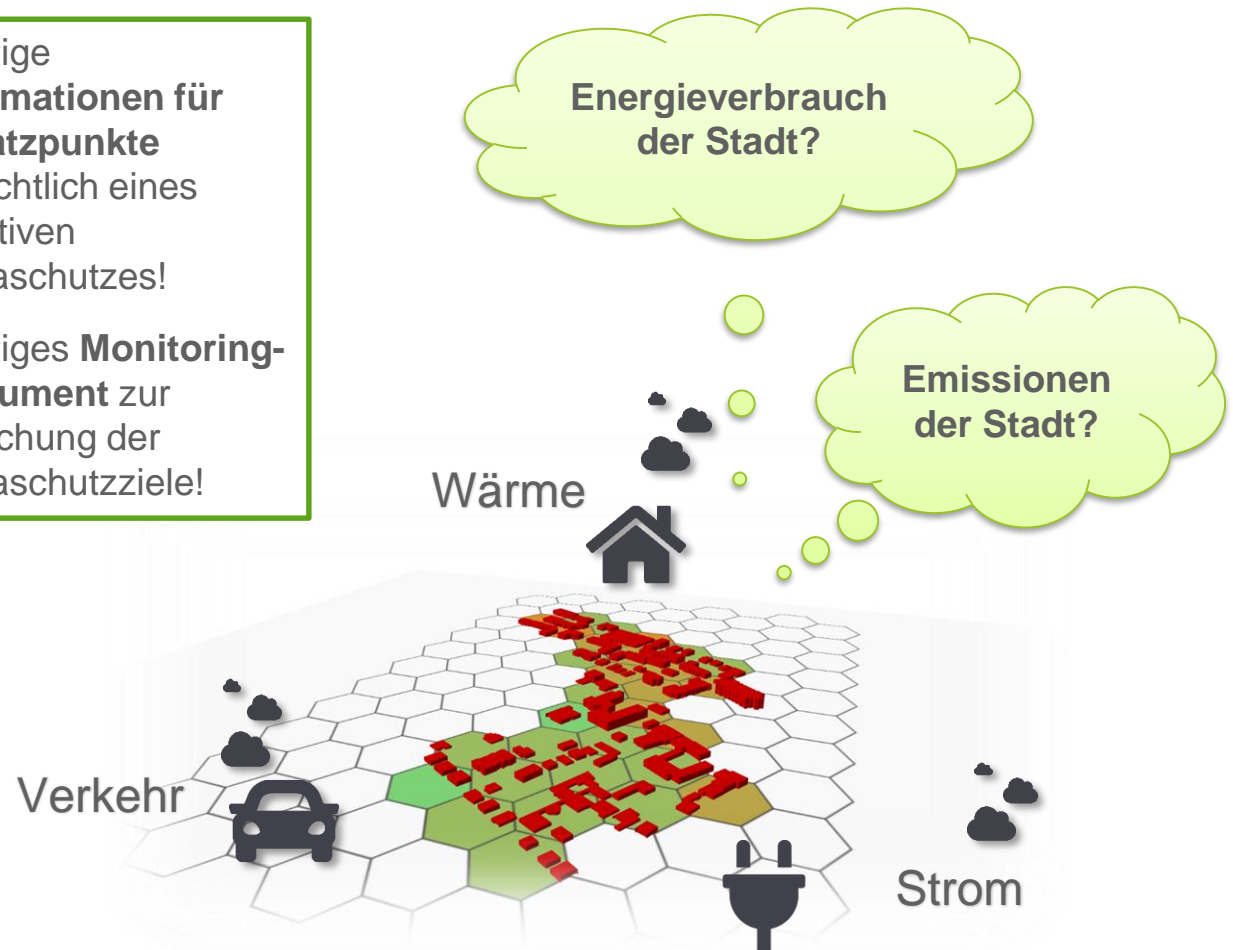 ige
mationen für
atzpunkte
chtlich eines
tiven
aschutzes!
tiges Monitoring-
ument zur
chung der
aschutzziele!
Energieverbrauch
der Stadt?
Emissionen
der Stadt?
Wärme
Verkehr
Strom